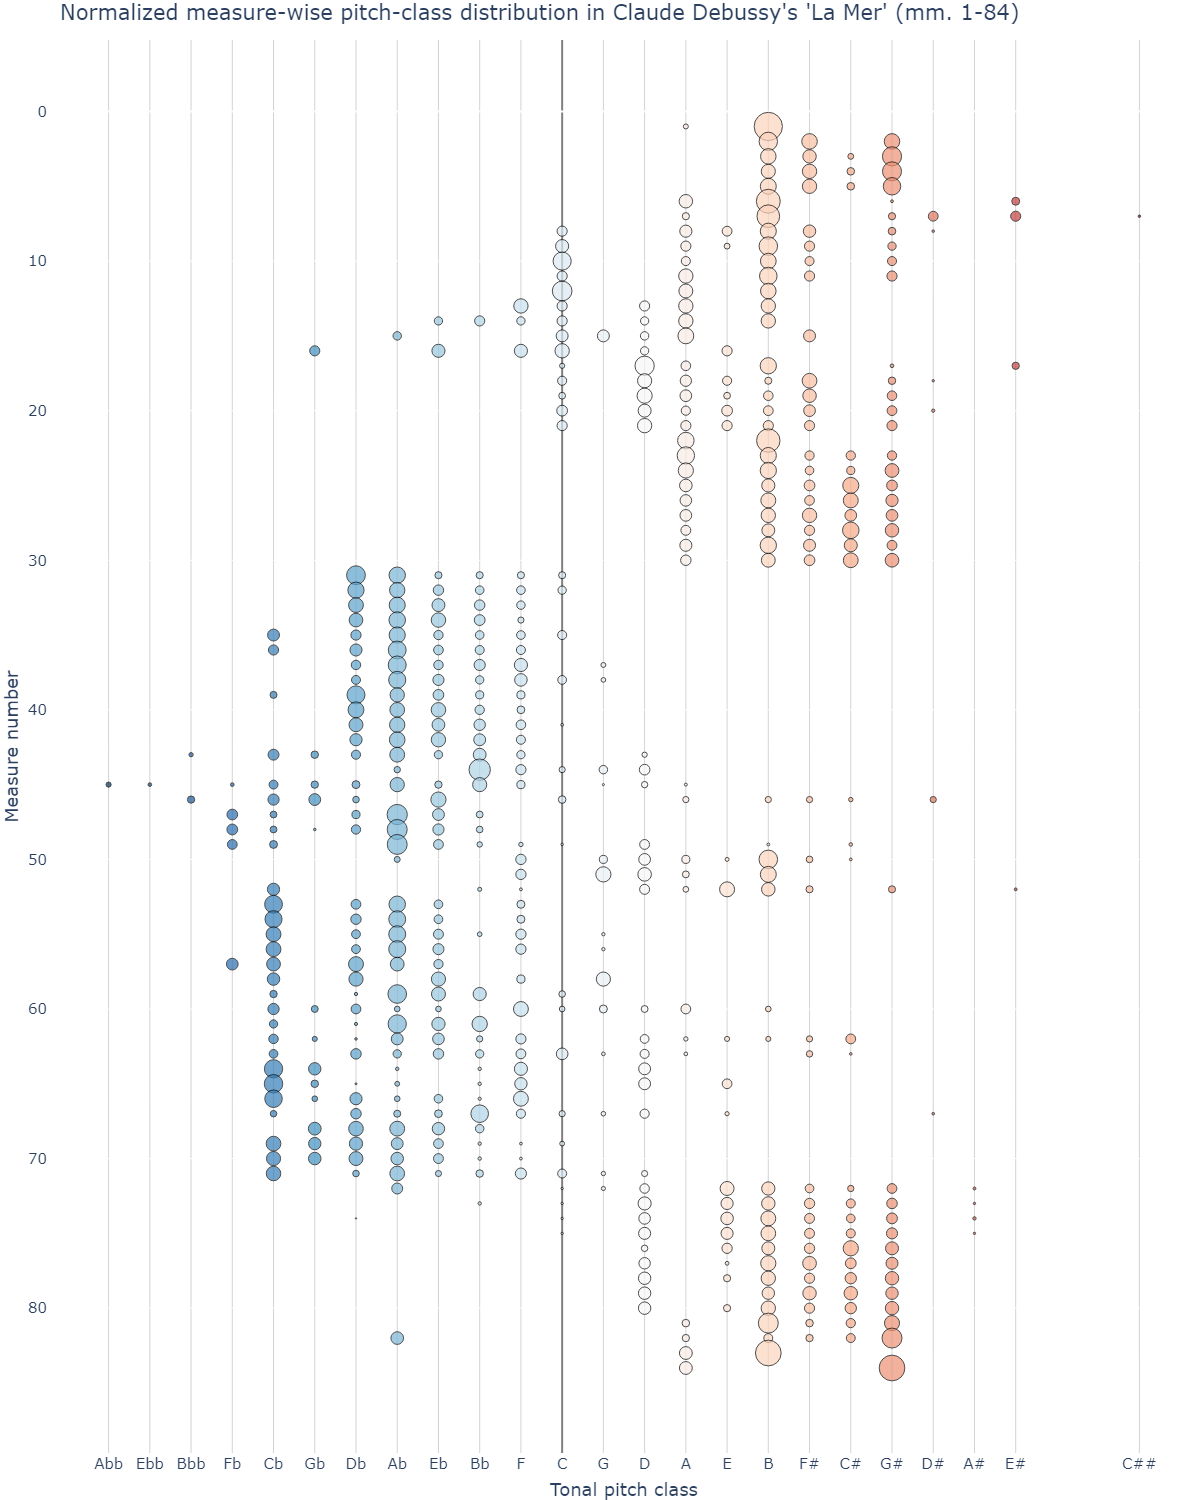 Normalized measure-wise pitch-class distribution in Claude Debussy's 'La Mer' (mm. 1-84)
0
10
20
30
40
50
60
70
80
Measure number
Abb Ebb Bbb Fb Cb Gb Db Ab Eb Bb F C G D A E B F# C# G# D# A# E# C##
Tonal pitch class